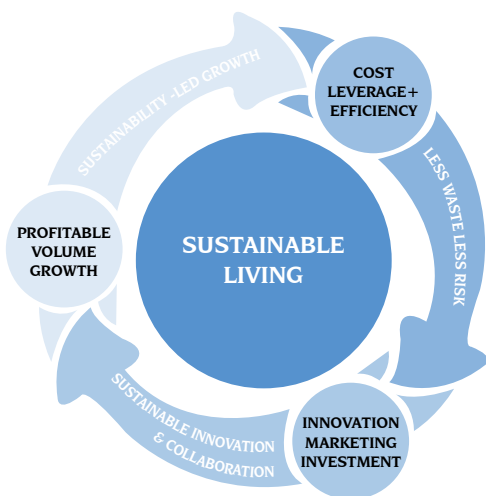 SUSTAINABILITY -LED GROWTH
COST
LEVERAGE+
EFFICIENCY
LESS WASTE LESS RISK
PROFITABLE
VOLUME
GROWTH
SUSTAINABLE
LIVING
SUSTAINABLE INNOVATION
& COLLABORATION
INNOVATION
MARKETING
INVESTMENT